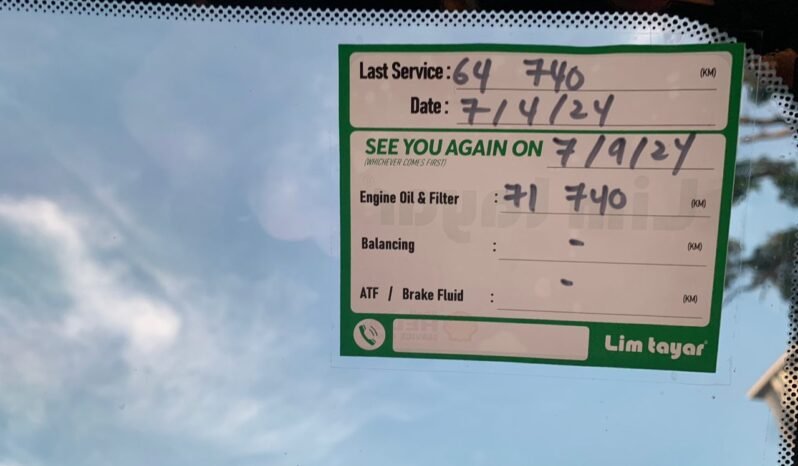 Last Service : 64 740 (KM)
Date : 7/4/24
SEE YOU AGAIN ON 7/9/24
(WHICHEVER COMES FIRST)
Engine Oil & Filter : 71 740 (KM)
Balancing : - (KM)
ATF / Brake Fluid : - (KM)
Lim tayar